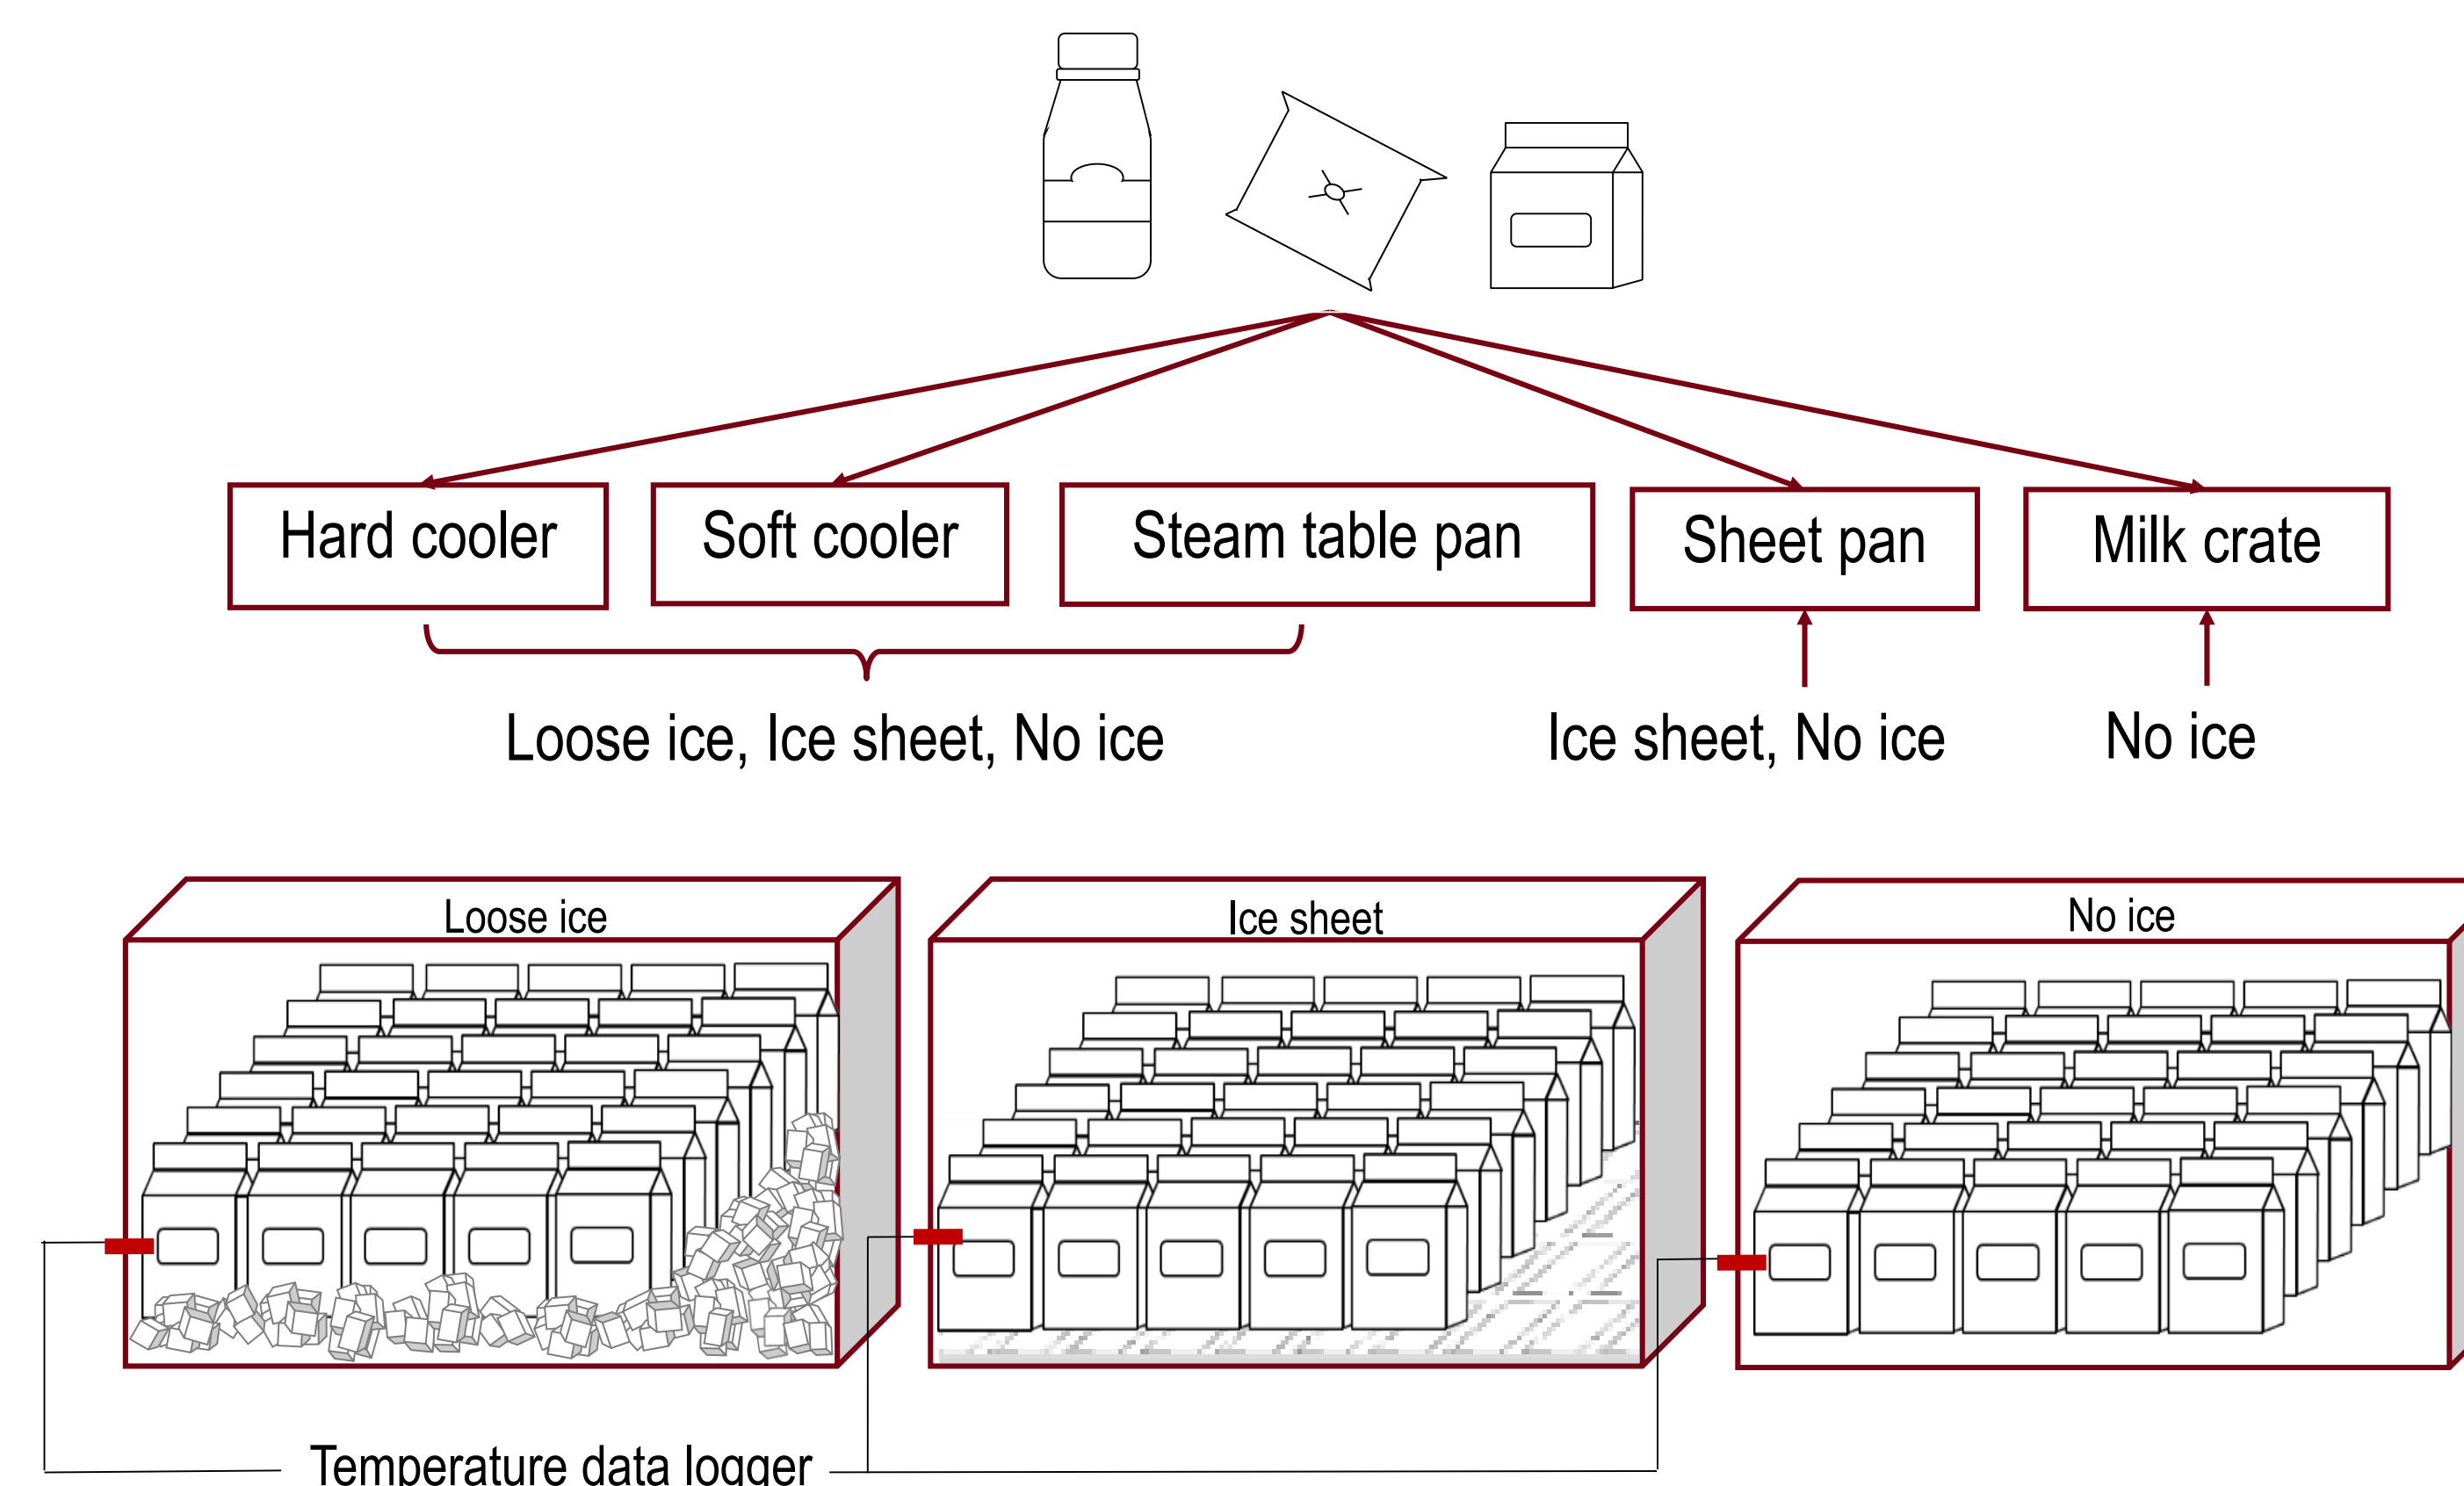 Hard cooler
Soft cooler
Steam table pan
Sheet pan
Milk crate
Loose ice, Ice sheet, No ice
Ice sheet, No ice
No ice
Loose ice
Ice sheet
No ice
Temperature data logger